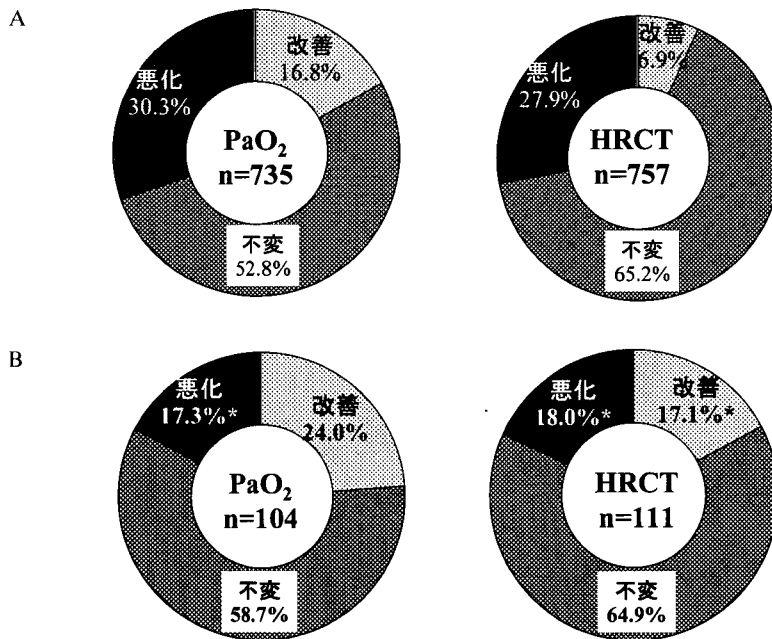 A
改善
16.8%
悪化
30.3%
PaO₂
n=735
不変
52.8%
改善
6.9%
悪化
27.9%
HRCT
n=757
不変
65.2%
B
悪化
17.3%*
改善
24.0%
PaO₂
n=104
不変
58.7%
悪化
18.0%*
改善
17.1%*
HRCT
n=111
不変
64.9%